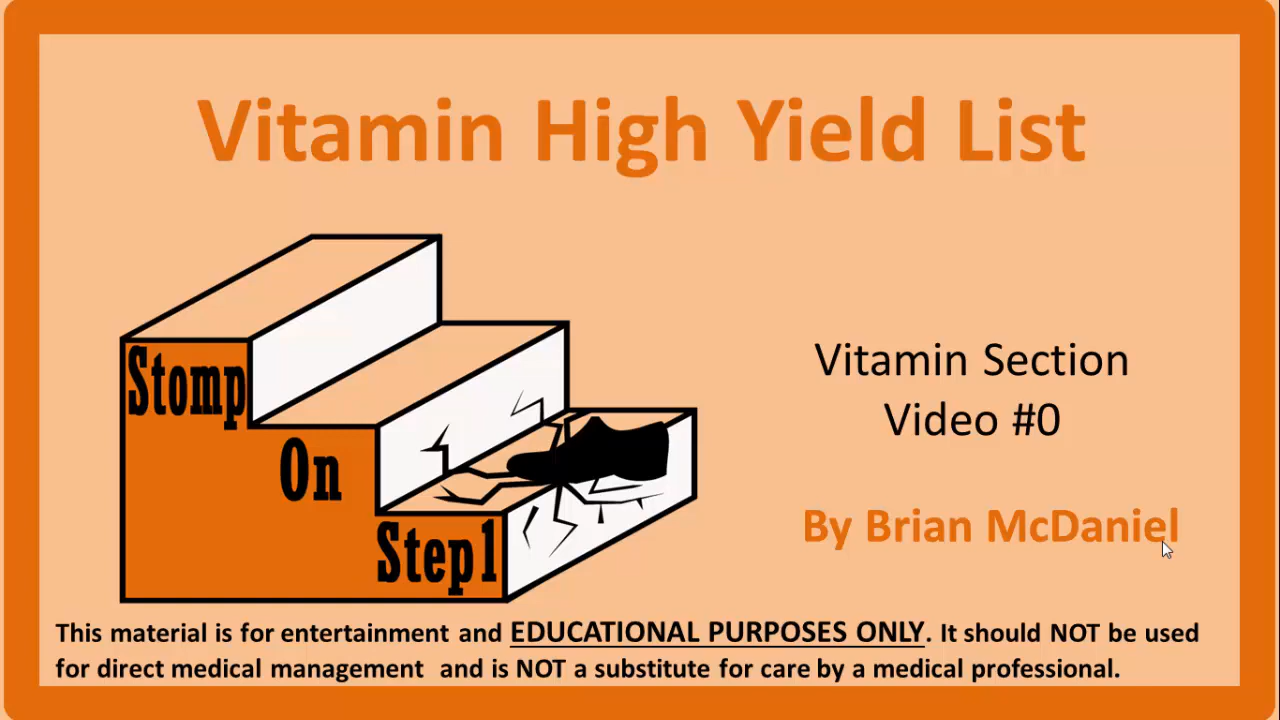 Vitamin High Yield List
Stomp
On
Step1
Vitamin Section
Video #0
By Brian McDaniel
This material is for entertainment and EDUCATIONAL PURPOSES ONLY. It should NOT be used
for direct medical management and is NOT a substitute for care by a medical professional.